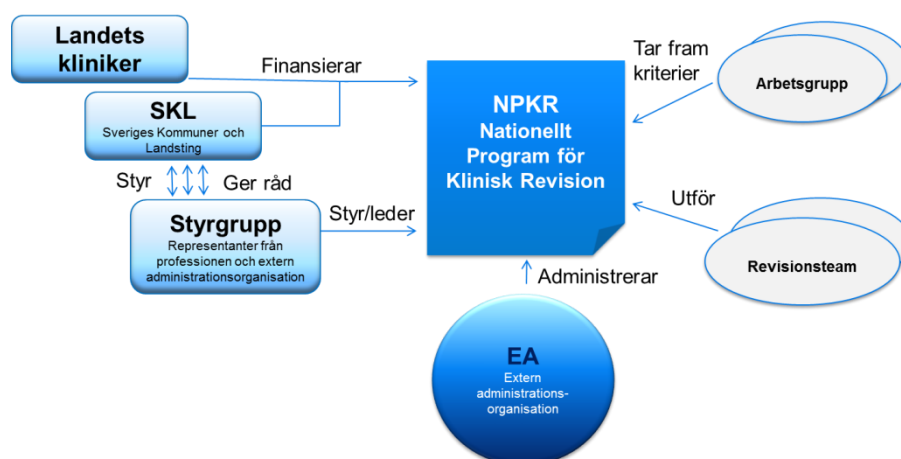 Landets
kliniker
Finansierar
SKL
Sveriges Kommuner och
Landsting
Styr
Ger råd
Styrgrupp
Representanter från
professionen och extern
administrationsorganisation
Styr/leder
NPKR
Nationellt
Program för
Klinisk Revision
Tar fram
kriterier
Arbetsgrupp
Utför
Revisionsteam
Administrerar
EA
Extern
administrations-
organisation